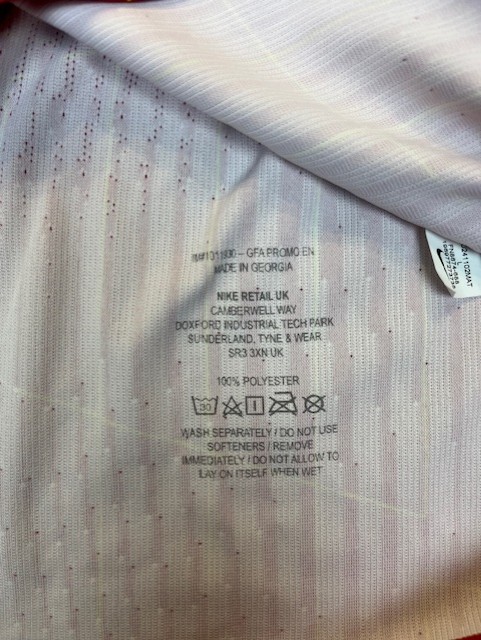 GFA PROMO EN
MADE IN GEORGIA
NIKE RETAIL UK
CAMBERWELL WAY
DOXFORD INDUSTRIAL TECH PARK
SUNDERLAND, TYNE & WEAR
SR3 3XN UK
100% POLYESTER
30
WASH SEPARATELY / DO NOT USE
SOFTENERS / REMOVE
IMMEDIATELY / DO NOT ALLOW TO
LAY ON ITSELF WHEN WET
L